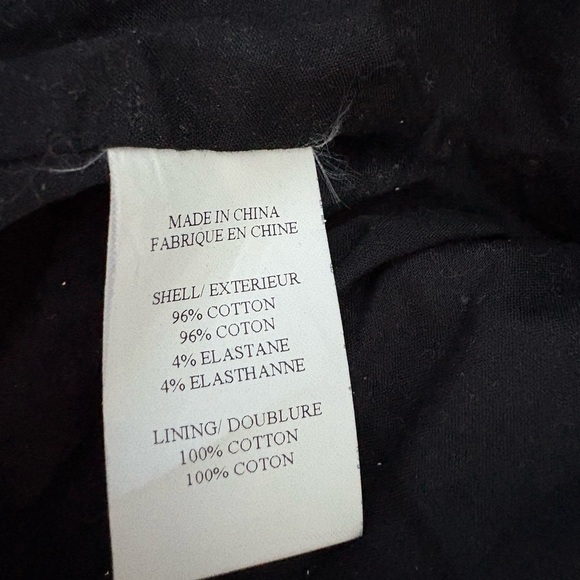 MADE IN CHINA
FABRIQUE EN CHINE
SHELL/ EXTERIEUR
96% COTTON
96% COTON
4% ELASTANE
4% ELASTHANNE
LINING/ DOUBLURE
100% COTTON
100% COTON